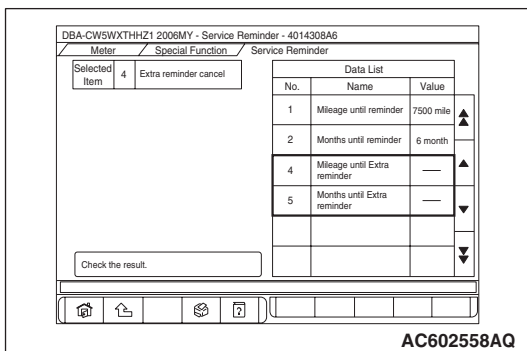 DBA-CW5WXTHHZ1 2006MY - Service Reminder - 4014308A6
Meter Special Function Service Reminder
Selected Item 4 Extra reminder cancel
Data List
No. Name Value
1 Mileage until reminder 7500 mile
2 Months until reminder 6 month
4 Mileage until Extra reminder —
5 Months until Extra reminder —
Check the result.
?
AC602558AQ